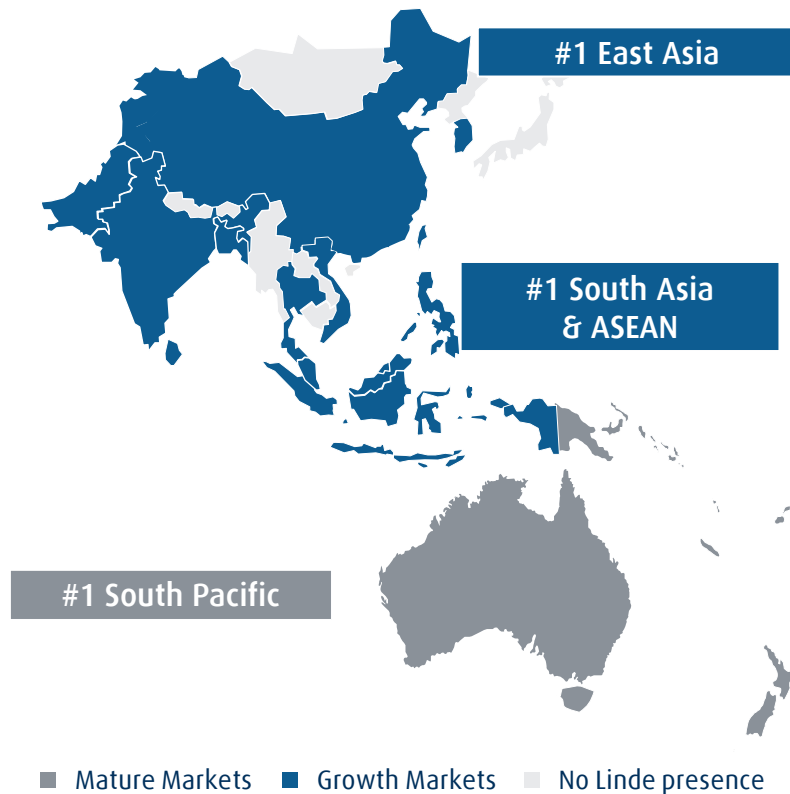 #1 East Asia
#1 South Asia
& ASEAN
#1 South Pacific
Mature Markets
Growth Markets
No Linde presence